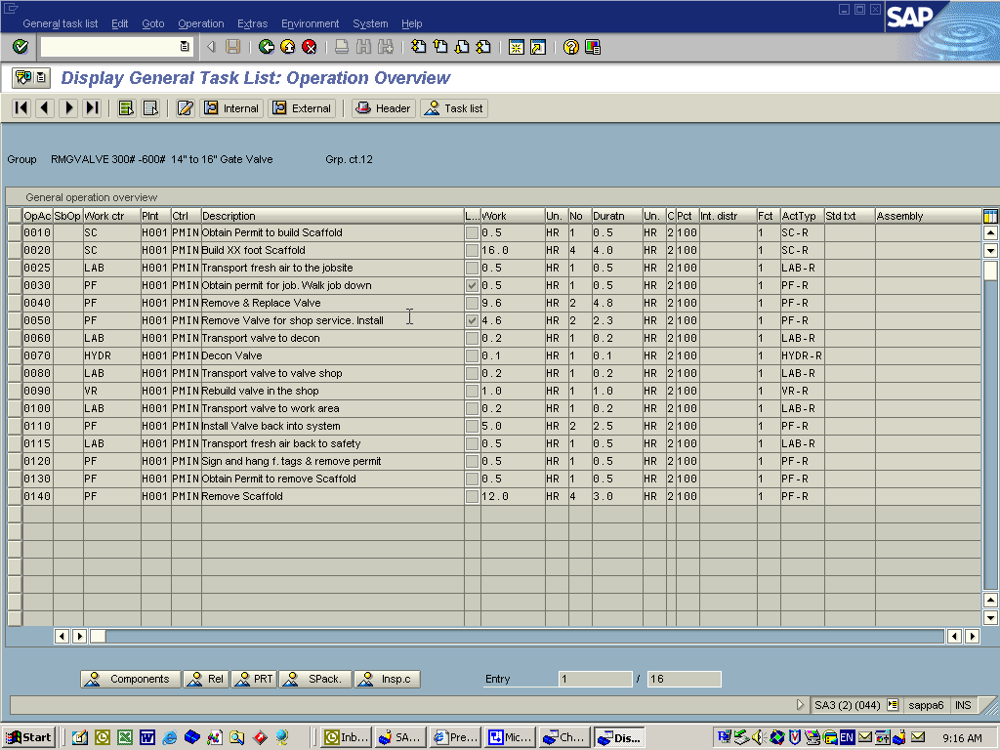 General task list Edit Goto Operation Extras Environment System Help
SAP
Display General Task List: Operation Overview
Internal External Header Task list
Group RMGVALVE 300# -600# 14" to 16" Gate Valve Grp. ct.12
General operation overview
OpAc SbOp Work ctr Plnt Ctrl Description L... Work Un. No Duratn Un. C Pct Int. distr Fct ActTyp Std txt Assembly
0010 SC H001 PMIN Obtain Permit to build Scaffold 0.5 HR 1 0.5 HR 2 100 1 SC-R
0020 SC H001 PMIN Build XX foot Scaffold 16.0 HR 4 4.0 HR 2 100 1 SC-R
0025 LAB H001 PMIN Transport fresh air to the jobsite 0.5 HR 1 0.5 HR 2 100 1 LAB-R
0030 PF H001 PMIN Obtain permit for job. Walk job down 0.5 HR 1 0.5 HR 2 100 1 PF-R
0040 PF H001 PMIN Remove & Replace Valve 9.6 HR 2 4.8 HR 2 100 1 PF-R
0050 PF H001 PMIN Remove Valve for shop service. Install 4.6 HR 2 2.3 HR 2 100 1 PF-R
0060 LAB H001 PMIN Transport valve to decon 0.2 HR 1 0.2 HR 2 100 1 LAB-R
0070 HYDR H001 PMIN Decon Valve 0.1 HR 1 0.1 HR 2 100 1 HYDR-R
0080 LAB H001 PMIN Transport valve to valve shop 0.2 HR 1 0.2 HR 2 100 1 LAB-R
0090 VR H001 PMIN Rebuild valve in the shop 1.0 HR 1 1.0 HR 2 100 1 VR-R
0100 LAB H001 PMIN Transport valve to work area 0.2 HR 1 0.2 HR 2 100 1 LAB-R
0110 PF H001 PMIN Install Valve back into system 5.0 HR 2 2.5 HR 2 100 1 PF-R
0115 LAB H001 PMIN Transport fresh air back to safety 0.5 HR 1 0.5 HR 2 100 1 LAB-R
0120 PF H001 PMIN Sign and hang f. tags & remove permit 0.5 HR 1 0.5 HR 2 100 1 PF-R
0130 PF H001 PMIN Obtain Permit to remove Scaffold 0.5 HR 1 0.5 HR 2 100 1 PF-R
0140 PF H001 PMIN Remove Scaffold 12.0 HR 4 3.0 HR 2 100 1 PF-R
Components Rel PRT SPack. Insp.c Entry 1 / 16
SA3 (2) (044) sappa6 INS
Start Inb... SA... Pre... Mic... Ch... Dis... EN 9:16 AM